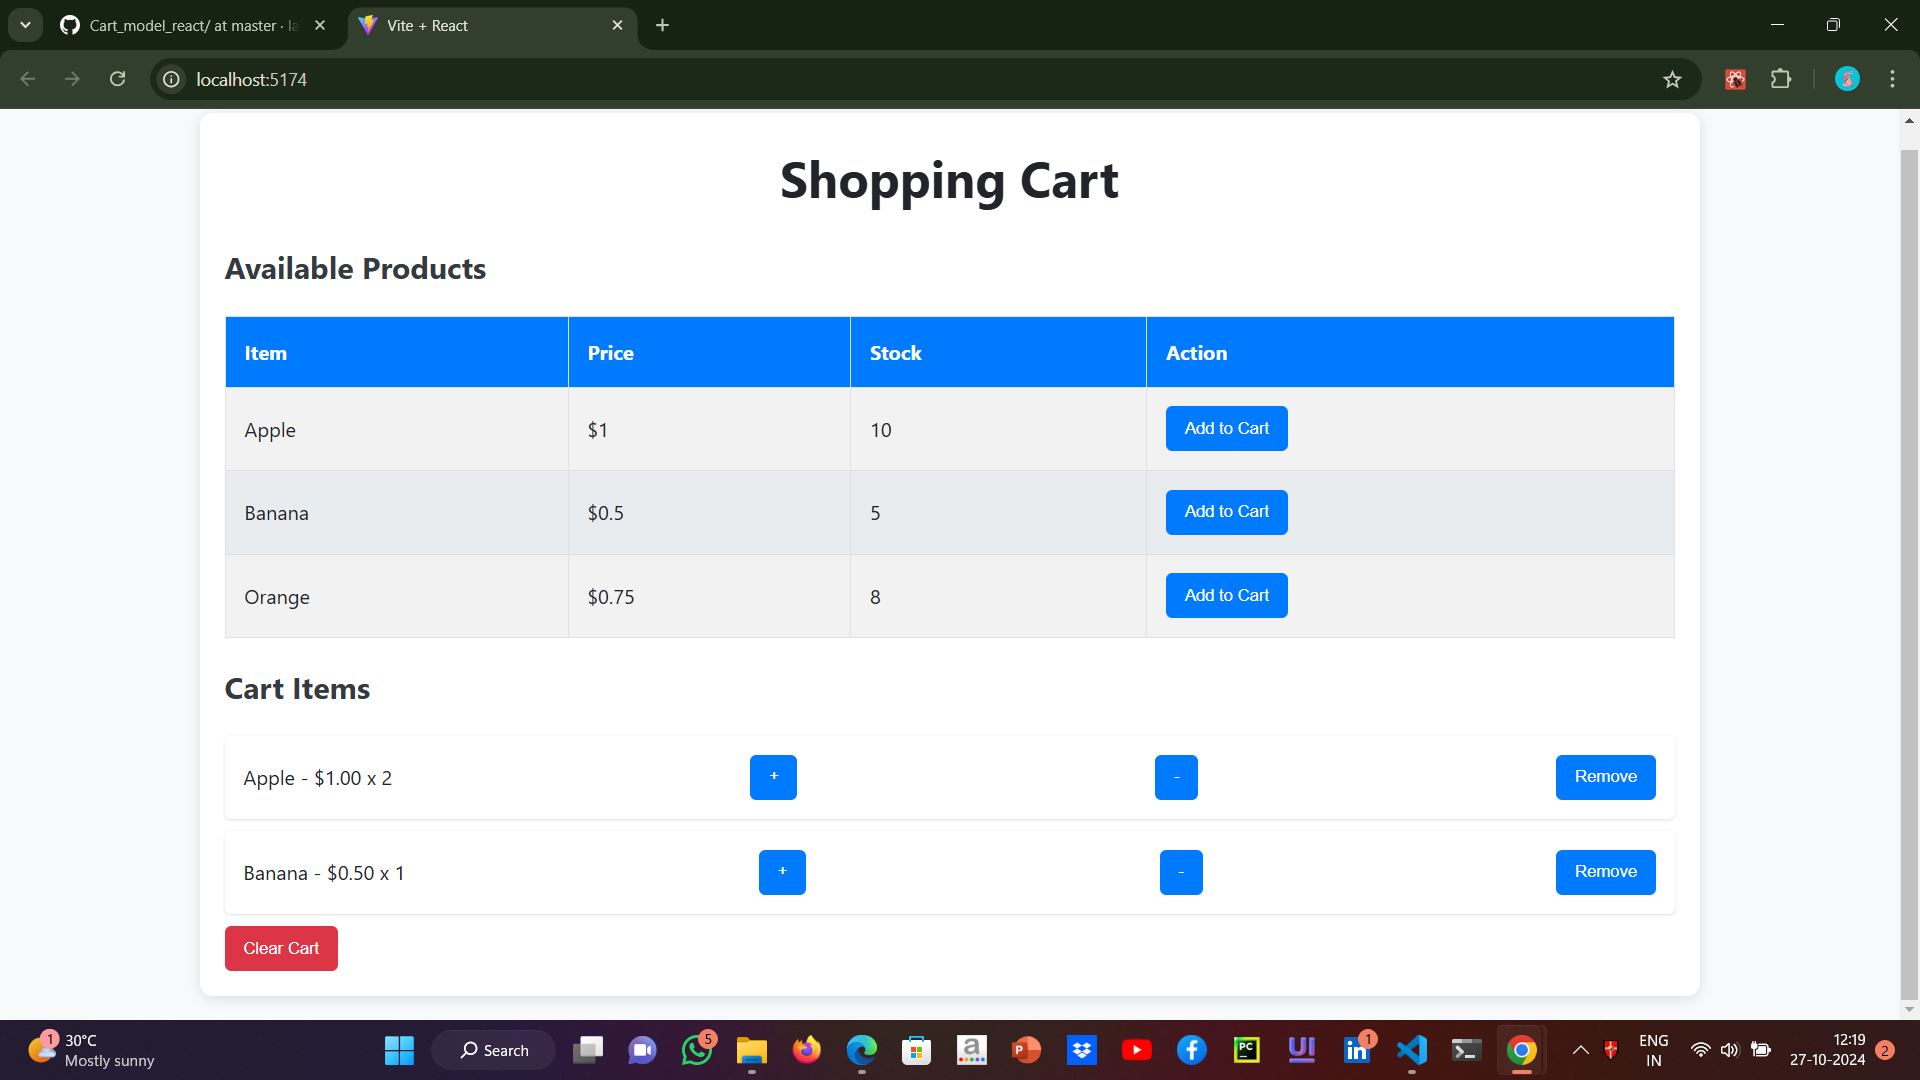 Cart_model_react/ at master · la
Vite + React
localhost:5174
Shopping Cart
Available Products
Item Price Stock Action
Apple $1 10 Add to Cart
Banana $0.5 5 Add to Cart
Orange $0.75 8 Add to Cart
Cart Items
Apple - $1.00 x 2 + - Remove
Banana - $0.50 x 1 + - Remove
Clear Cart
1
30°C
Mostly sunny
Search
5
a
P
PC
UI
in
1
ENG
IN
12:19
27-10-2024
2